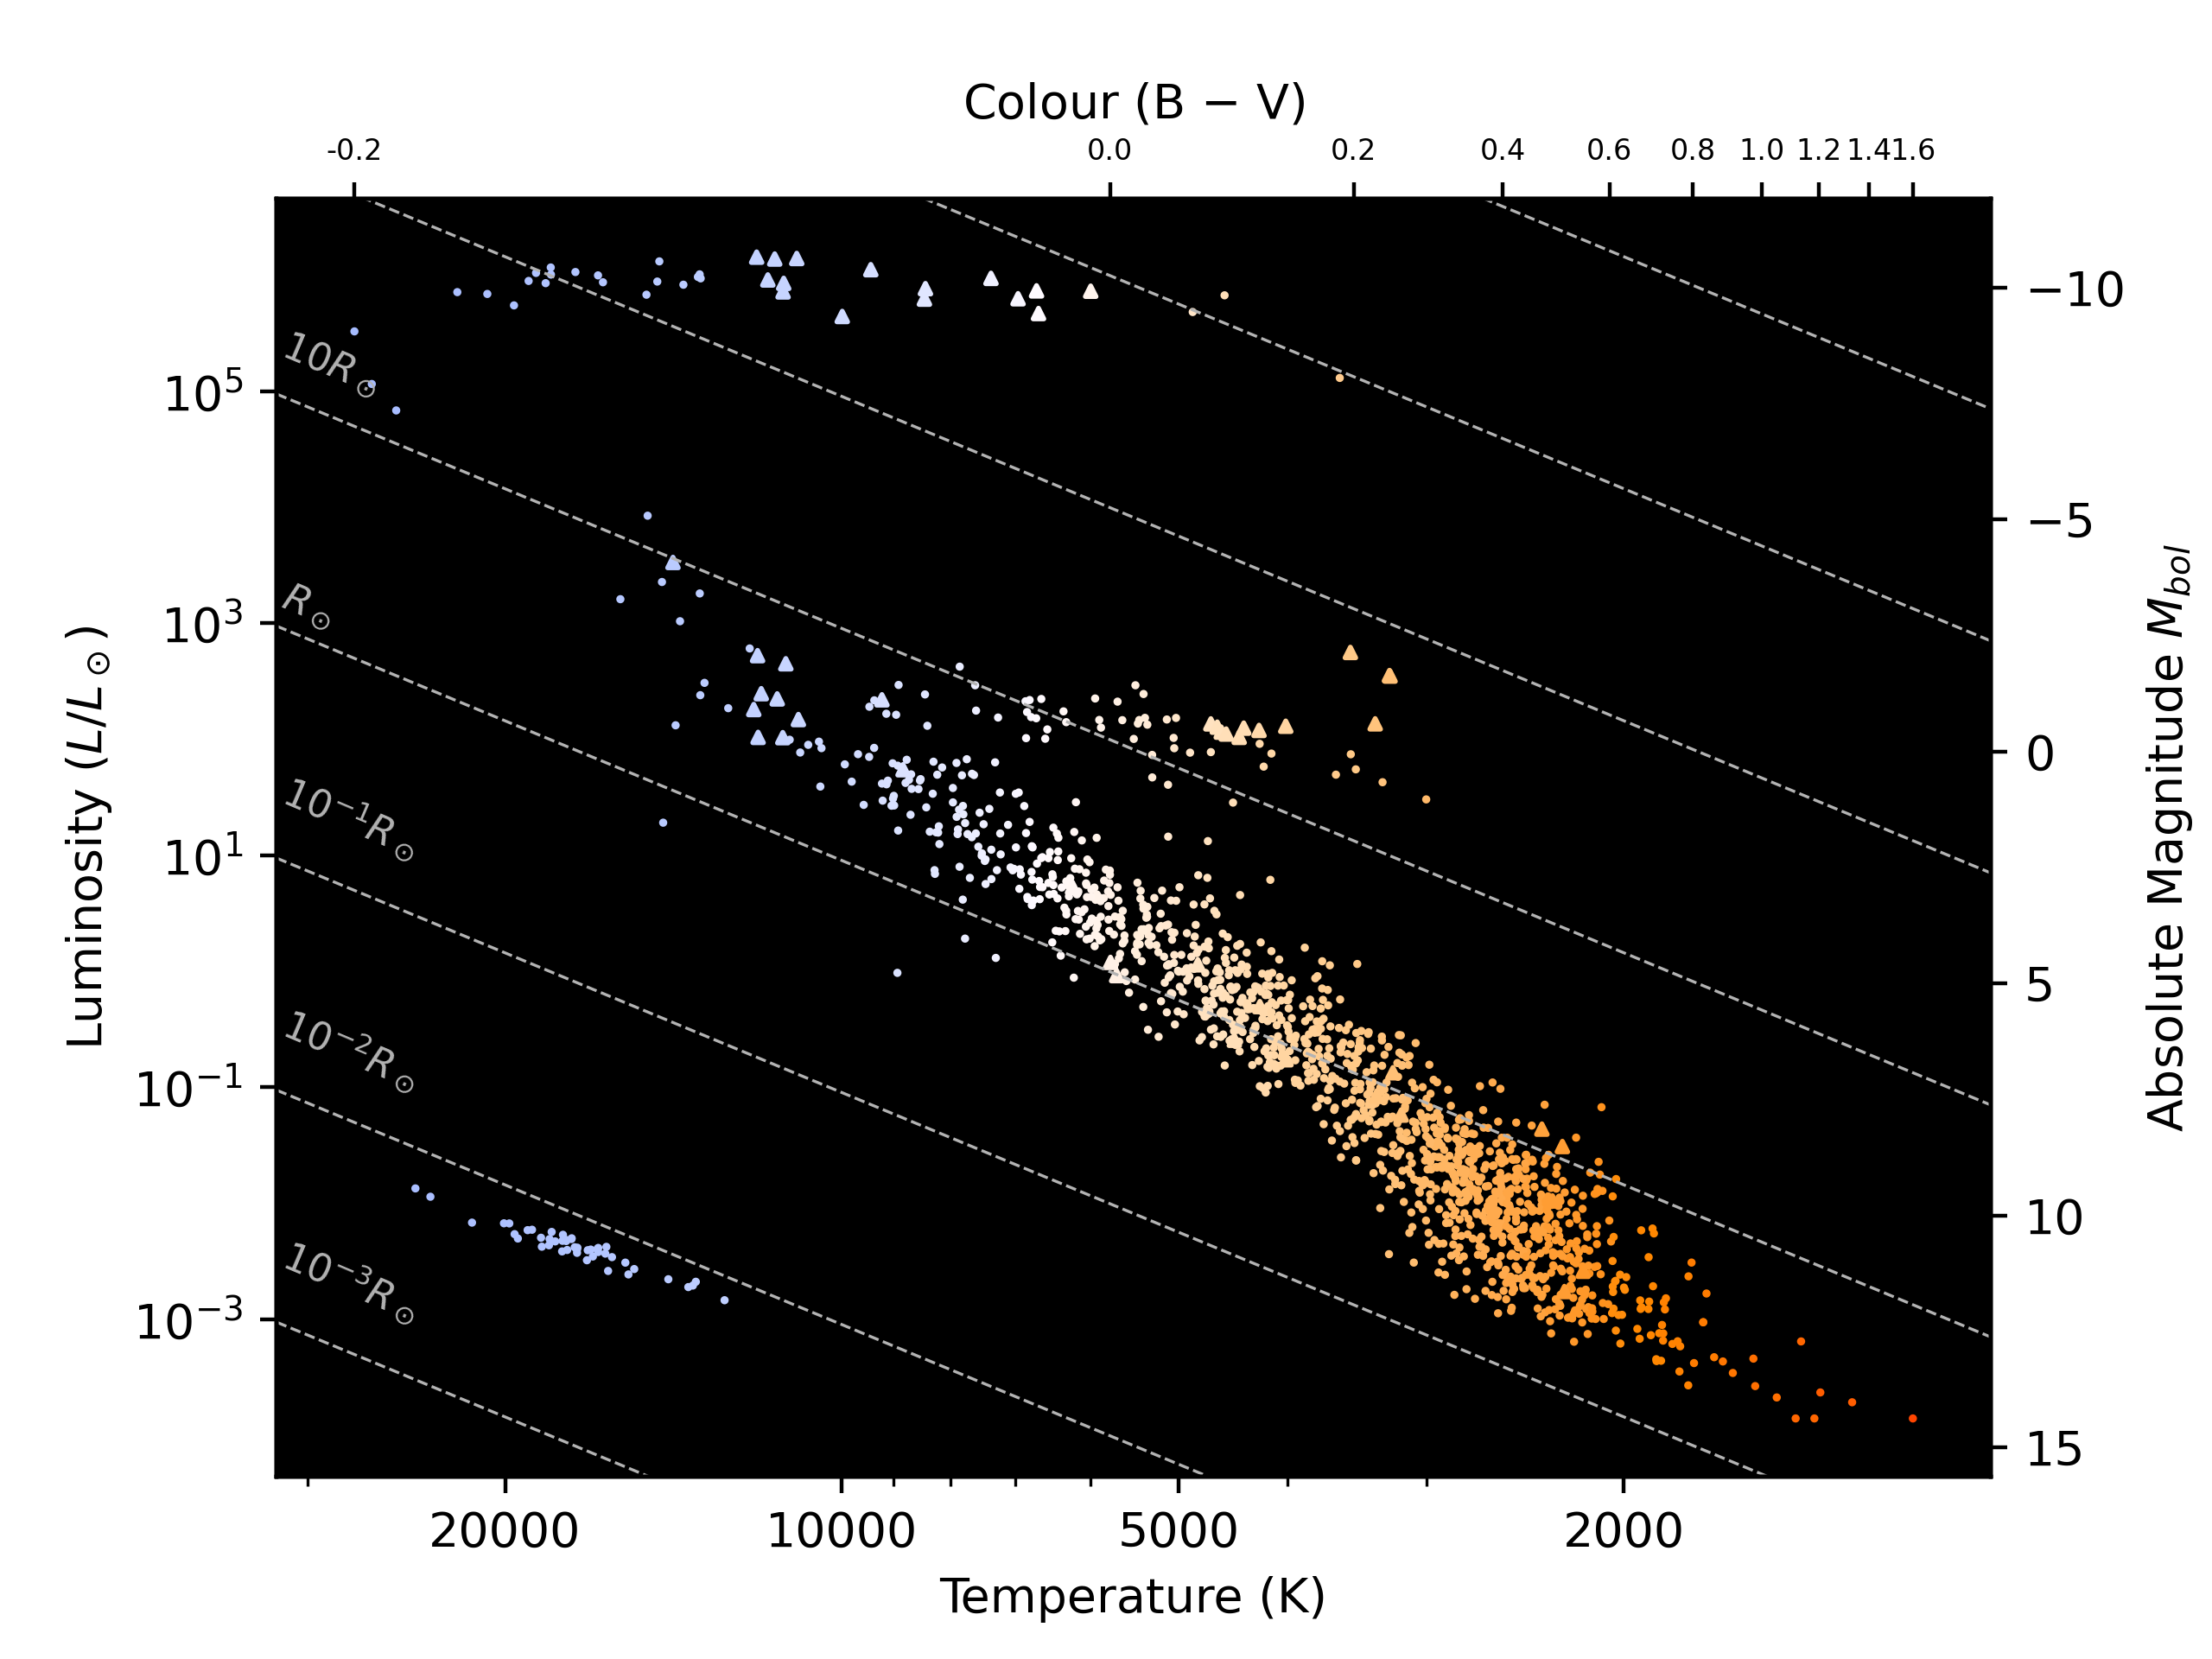 Colour (B − V)
-0.2 0.0 0.2 0.4 0.6 0.8 1.0 1.2 1.4 1.6
Luminosity (L/L⊙)
10⁵
10³
10¹
10⁻¹
10⁻³
10R⊙
R⊙
10⁻¹R⊙
10⁻²R⊙
10⁻³R⊙
−10
−5
0
5
10
15
Absolute Magnitude M_bol
20000 10000 5000 2000
Temperature (K)